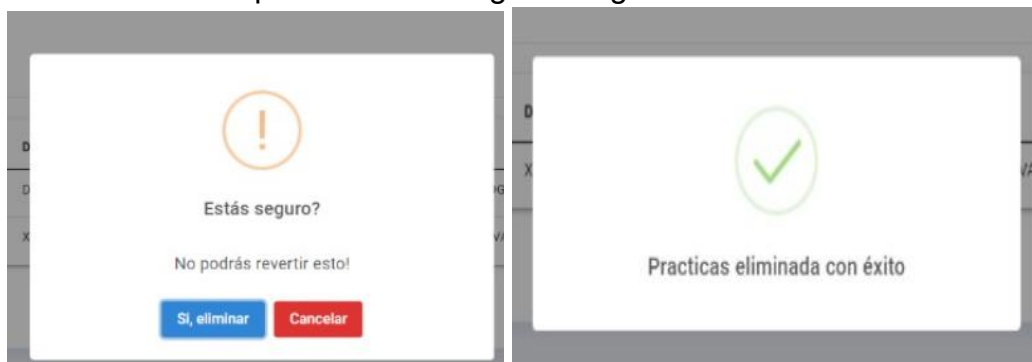 Estás seguro?
No podrás revertir esto!
Si, eliminar
Cancelar
Practicas eliminada con éxito